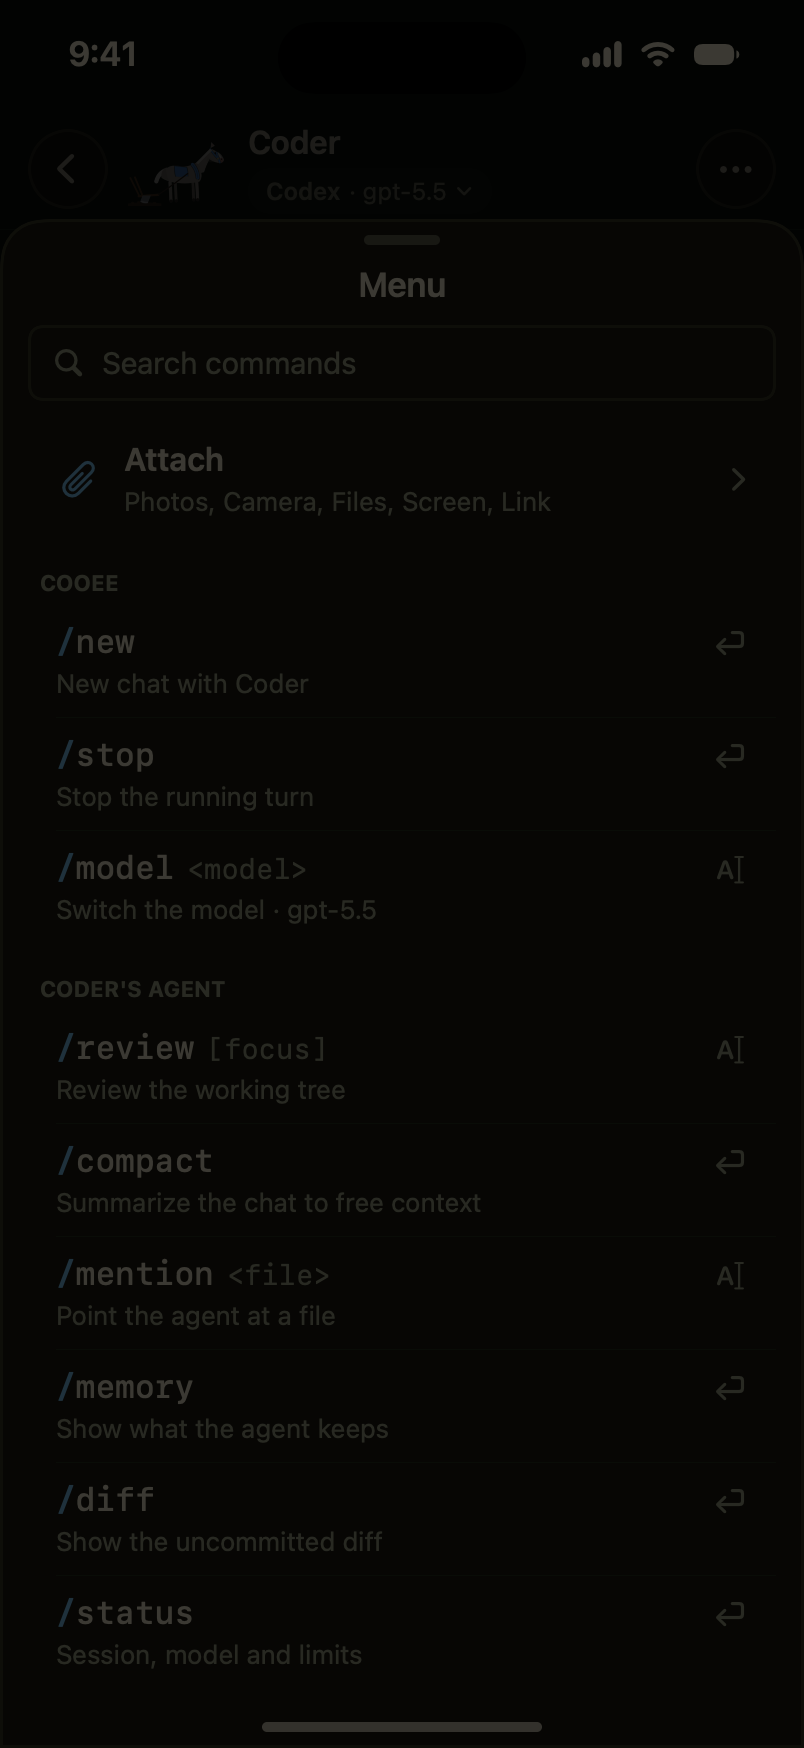 9:41
Coder
Codex · gpt-5.5
Menu
Search commands
Attach
Photos, Camera, Files, Screen, Link
COOEE
/new
New chat with Coder
/stop
Stop the running turn
/model <model>
Switch the model · gpt-5.5
CODER'S AGENT
/review [focus]
Review the working tree
/compact
Summarize the chat to free context
/mention <file>
Point the agent at a file
/memory
Show what the agent keeps
/diff
Show the uncommitted diff
/status
Session, model and limits